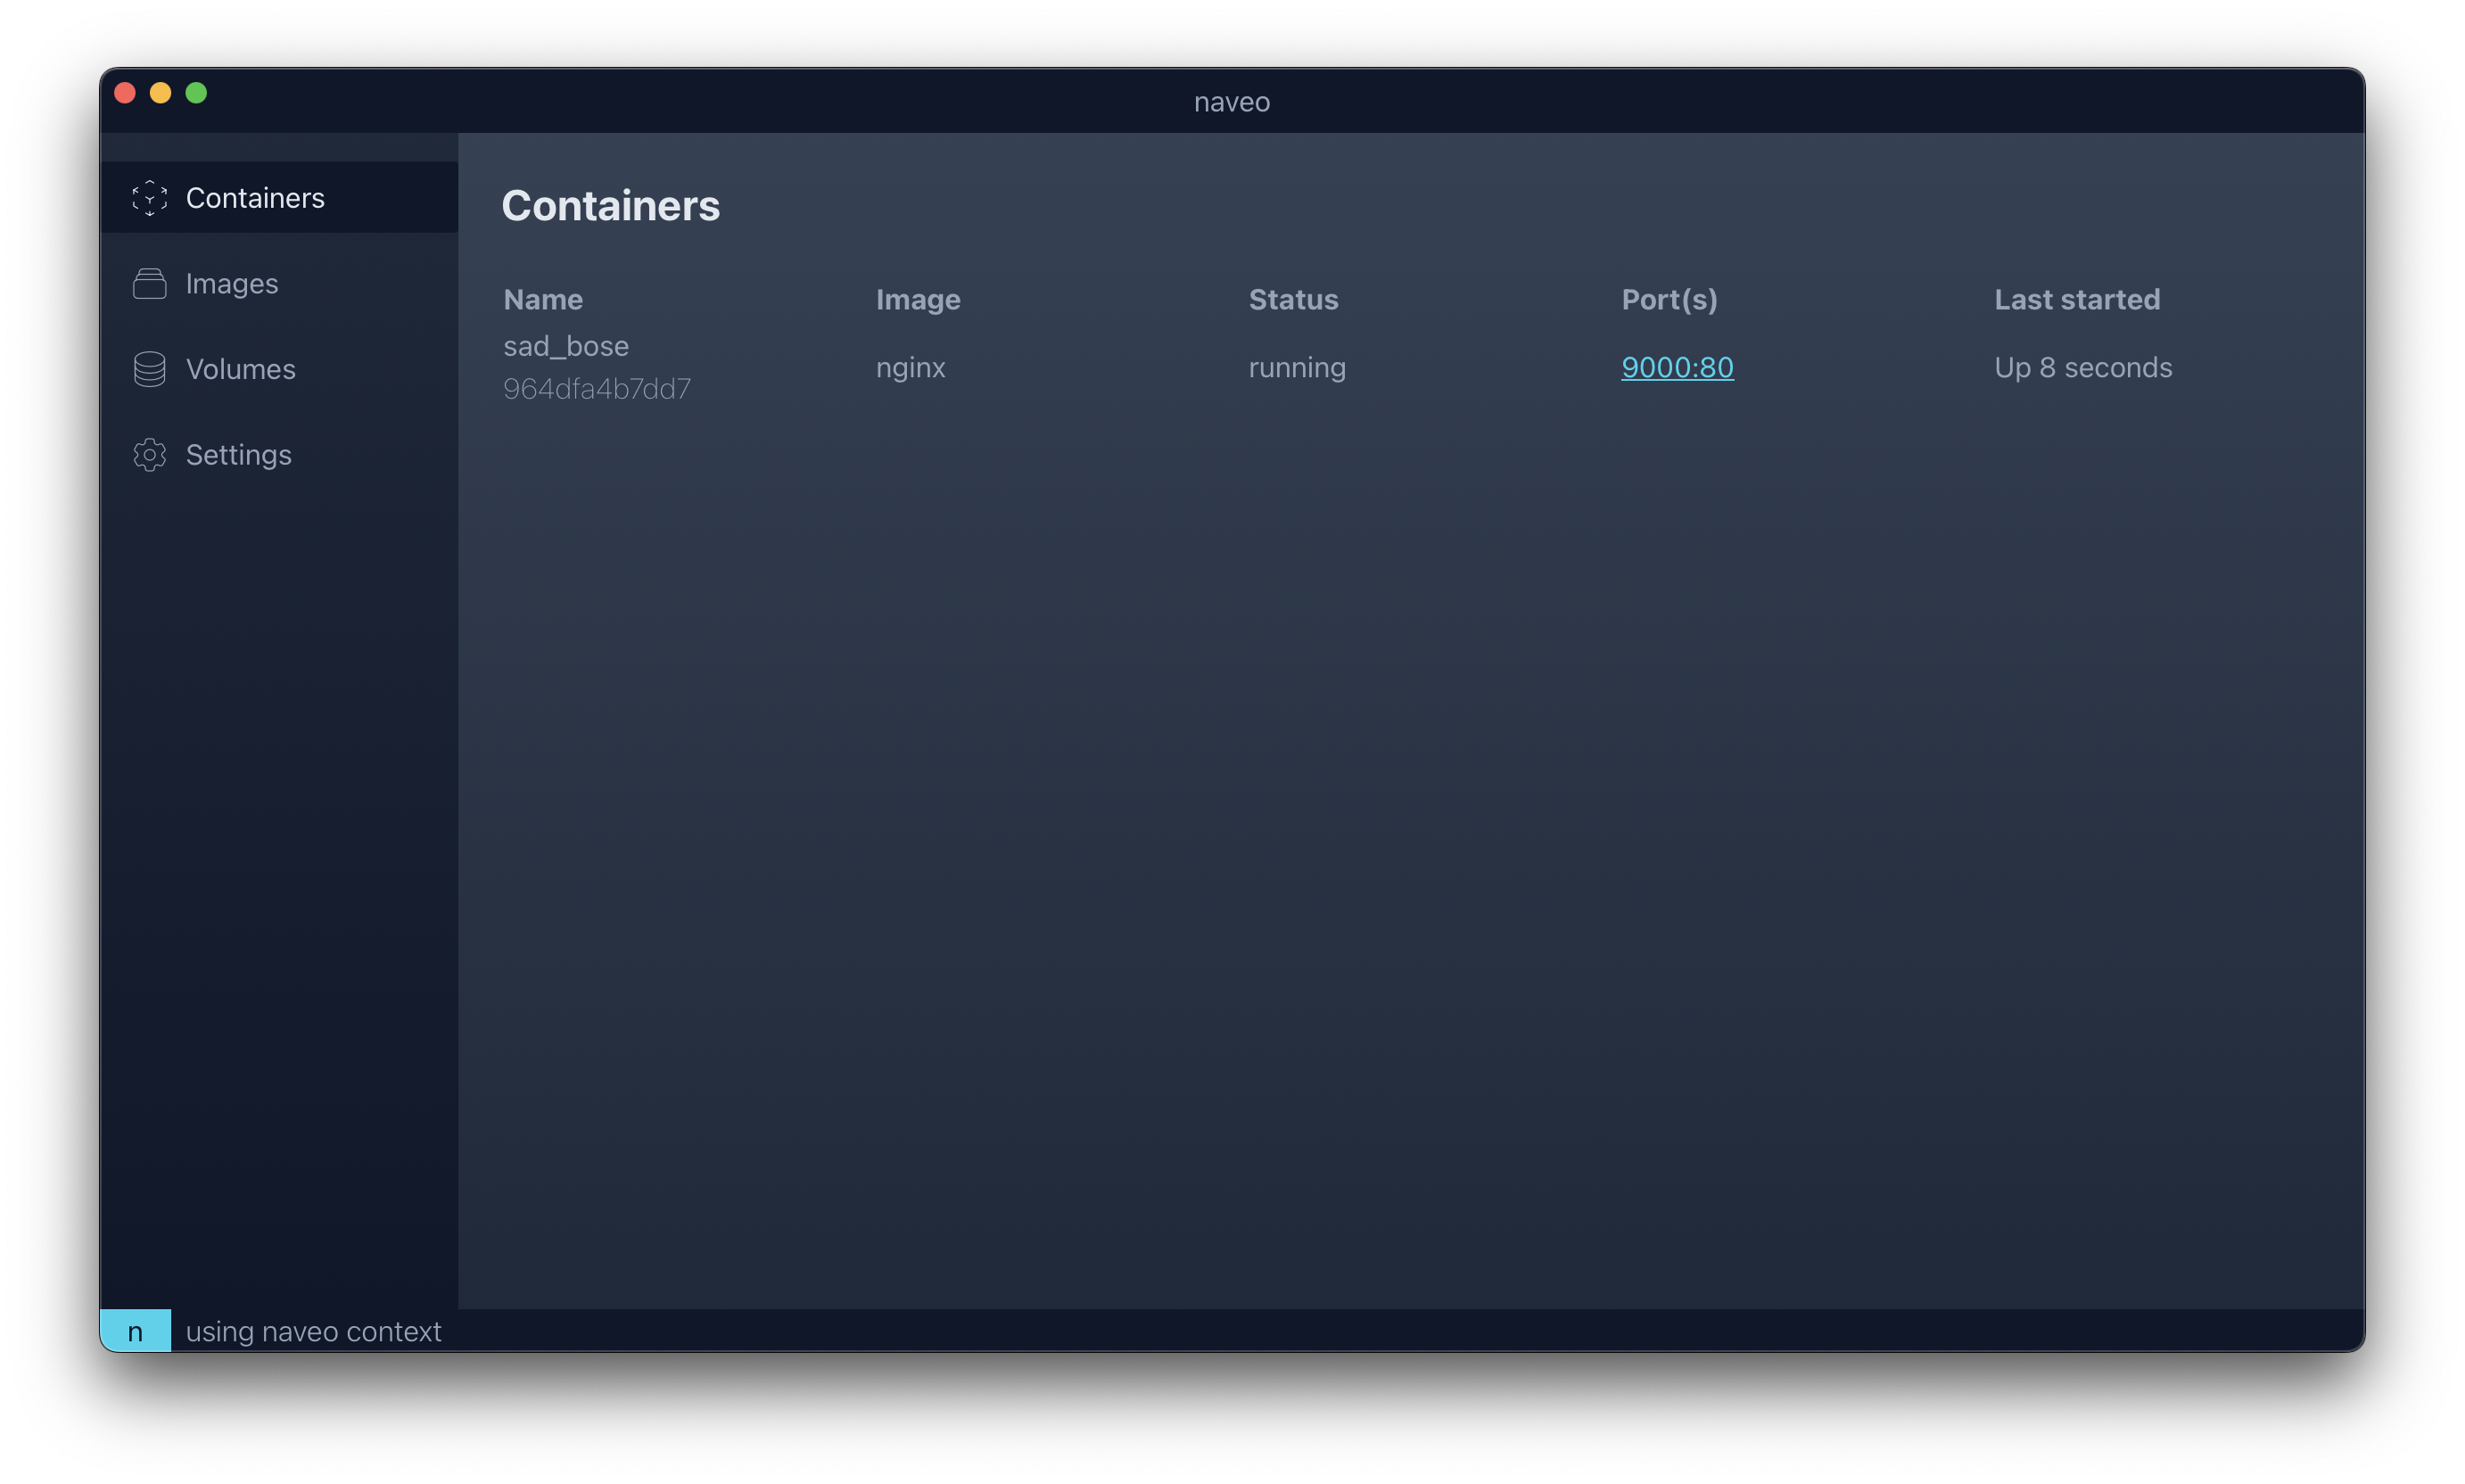 naveo
Containers
Images
Volumes
Settings
Containers
Name Image Status Port(s) Last started
sad_bose
964dfa4b7dd7
nginx running 9000:80 Up 8 seconds
n using naveo context